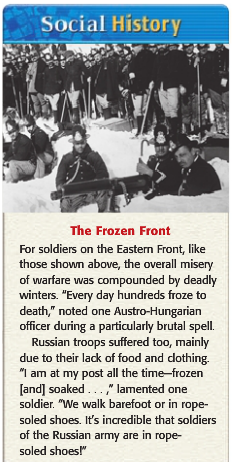 Social History
The Frozen Front
For soldiers on the Eastern Front, like
those shown above, the overall misery
of warfare was compounded by deadly
winters. “Every day hundreds froze to
death,” noted one Austro-Hungarian
officer during a particularly brutal spell.
Russian troops suffered too, mainly
due to their lack of food and clothing.
“I am at my post all the time—frozen
[and] soaked . . . ,” lamented one
soldier. “We walk barefoot or in rope-
soled shoes. It’s incredible that soldiers
of the Russian army are in rope-
soled shoes!”